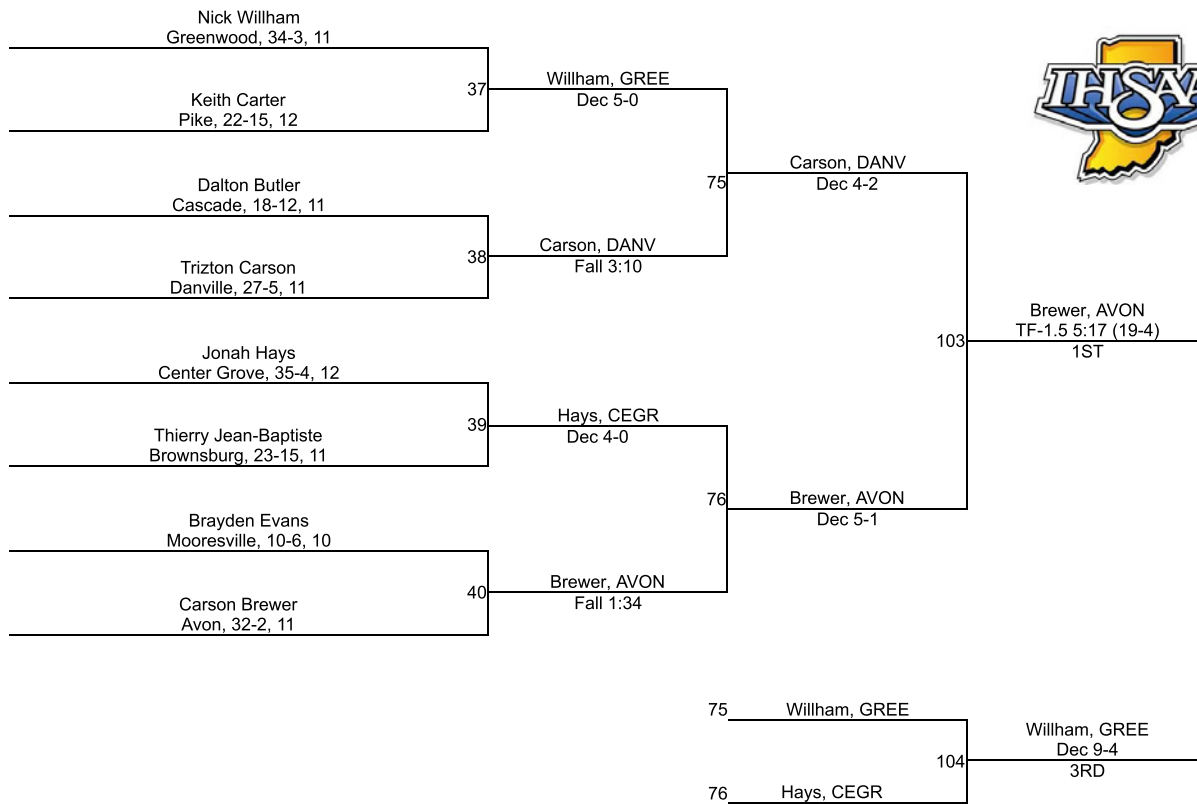 Nick Willham
Greenwood, 34-3, 11
Keith Carter
Pike, 22-15, 12
Dalton Butler
Cascade, 18-12, 11
Trizton Carson
Danville, 27-5, 11
Jonah Hays
Center Grove, 35-4, 12
Thierry Jean-Baptiste
Brownsburg, 23-15, 11
Brayden Evans
Mooresville, 10-6, 10
Carson Brewer
Avon, 32-2, 11
37
38
39
40
Willham, GREE
Dec 5-0
Carson, DANV
Fall 3:10
Hays, CEGR
Dec 4-0
Brewer, AVON
Fall 1:34
75
76
Carson, DANV
Dec 4-2
Brewer, AVON
Dec 5-1
103
Brewer, AVON
TF-1.5 5:17 (19-4)
1ST
IHSAA
75
Willham, GREE
76
Hays, CEGR
104
Willham, GREE
Dec 9-4
3RD